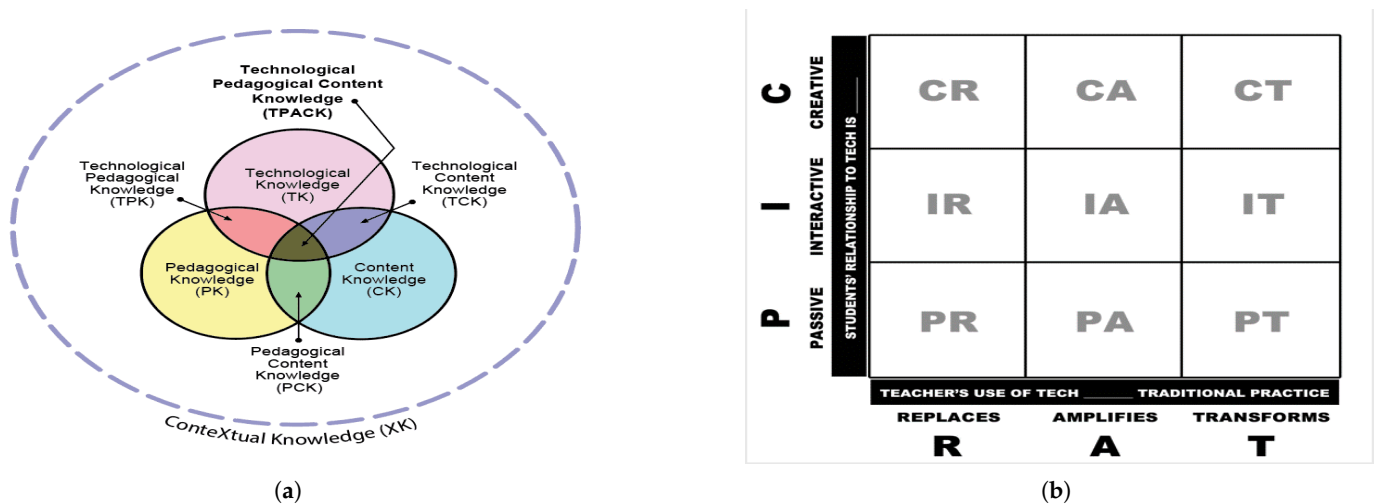 Technological
Pedagogical Content
Knowledge
(TPACK)
Technological
Pedagogical
Knowledge
(TPK)
Technological
Knowledge
(TK)
Technological
Content
Knowledge
(TCK)
Pedagogical
Knowledge
(PK)
Content
Knowledge
(CK)
Pedagogical
Content
Knowledge
(PCK)
ConteXtual Knowledge (XK)
(a)
C
CREATIVE
I
INTERACTIVE
P
PASSIVE
STUDENTS' RELATIONSHIP TO TECH IS _____
CR CA CT
IR IA IT
PR PA PT
TEACHER'S USE OF TECH ______ TRADITIONAL PRACTICE
REPLACES AMPLIFIES TRANSFORMS
R A T
(b)